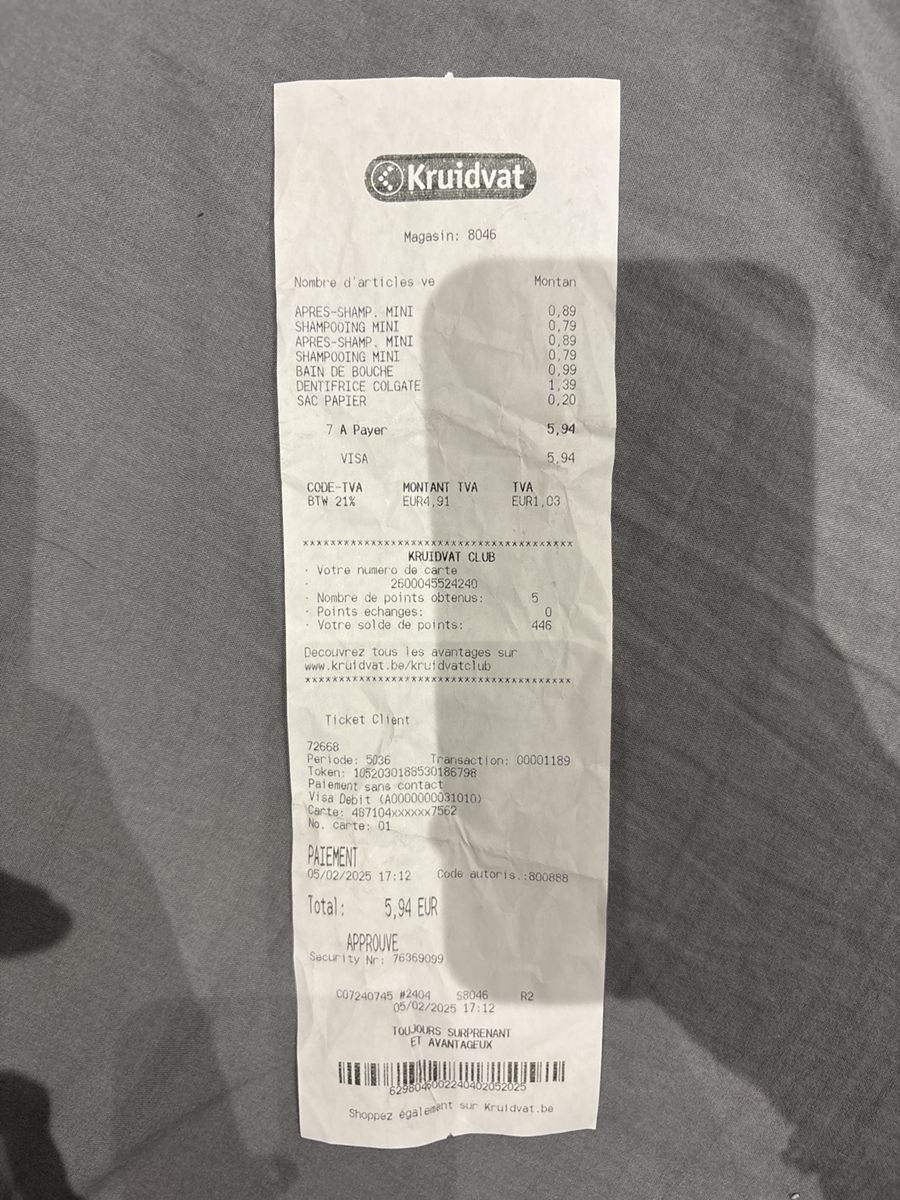 Kruidvat
Magasin: 8046
Nombre d'articles ve Montan
APRES-SHAMP. MINI 0,89
SHAMPOOING MINI 0,79
APRES-SHAMP. MINI 0,89
SHAMPOOING MINI 0,79
BAIN DE BOUCHE 0,99
DENTIFRICE COLGATE 1,39
SAC PAPIER 0,20
7 A Payer 5,94
VISA 5,94
CODE-TVA MONTANT TVA TVA
BTW 21% EUR4,91 EUR1,03
***************************************
KRUIDVAT CLUB
· Votre numero de carte
· 2600045524240
· Nombre de points obtenus: 5
· Points echanges: 0
· Votre solde de points: 446
Decouvrez tous les avantages sur
www.kruidvat.be/kruidvatclub
***************************************
Ticket Client
72668
Periode: 5036 Transaction: 00001189
Token: 1052030188530186798
Paiement sans contact
Visa Debit (A0000000031010)
Carte: 487104xxxxxx7562
No. carte: 01
PAIEMENT
05/02/2025 17:12 Code autoris.:800888
Total: 5,94 EUR
APPROUVE
Security Nr: 76369099
C07240745 #2404 S8046 R2
05/02/2025 17:12
TOUJOURS SURPRENANT
ET AVANTAGEUX
6298046002240402052025
Shoppez également sur Kruidvat.be